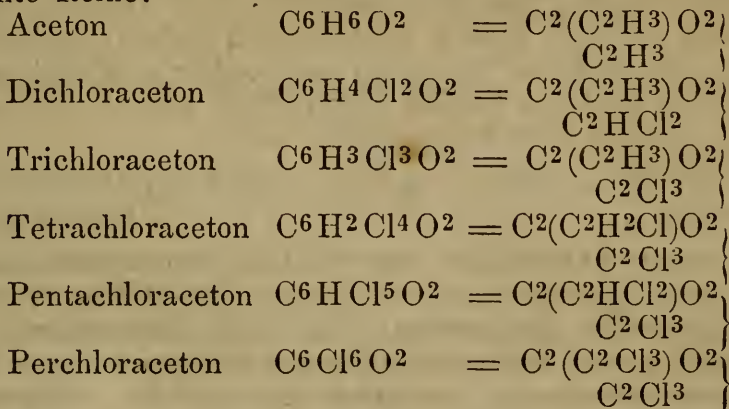 Aceton C⁶H⁶O² = C²(C²H³)O²}
C²H³
Dichloraceton C⁶H⁴Cl²O² = C²(C²H³)O²}
C²HCl²
Trichloraceton C⁶H³Cl³O² = C²(C²H³)O²}
C²Cl³
Tetrachloraceton C⁶H²Cl⁴O² = C²(C²H²Cl)O²}
C²Cl³
Pentachloraceton C⁶HCl⁵O² = C²(C²HCl²)O²}
C²Cl³
Perchloraceton C⁶Cl⁶O² = C²(C²Cl³)O²}
C²Cl³